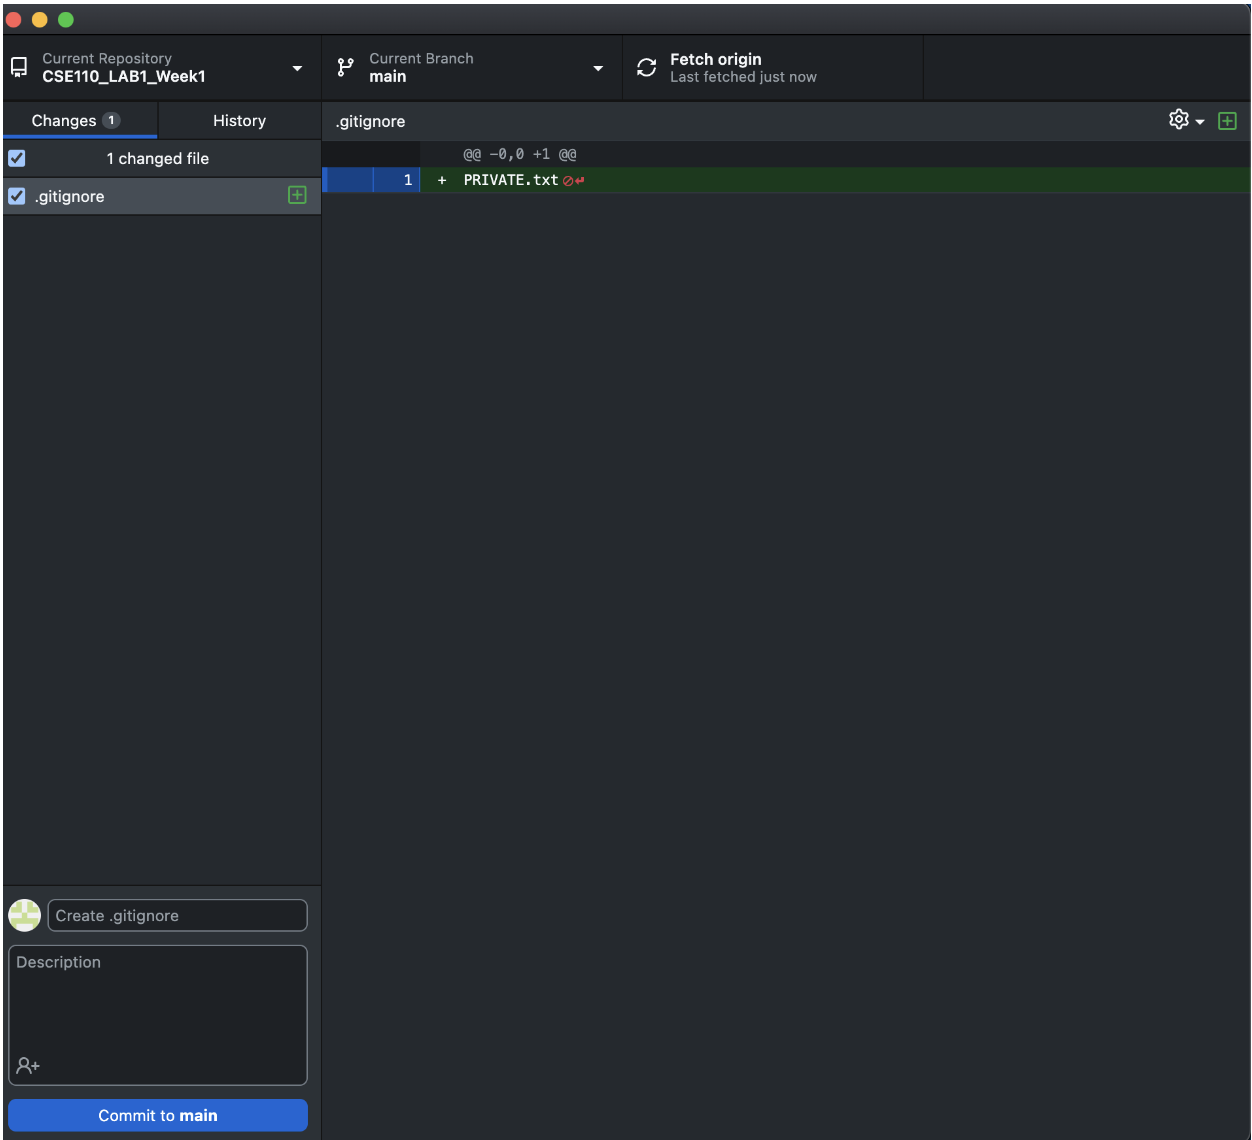 Current Repository
CSE110_LAB1_Week1
Current Branch
main
Fetch origin
Last fetched just now
Changes 1
History
.gitignore
1 changed file
@@ -0,0 +1 @@
.gitignore
1 + PRIVATE.txt
Create .gitignore
Description
Commit to main